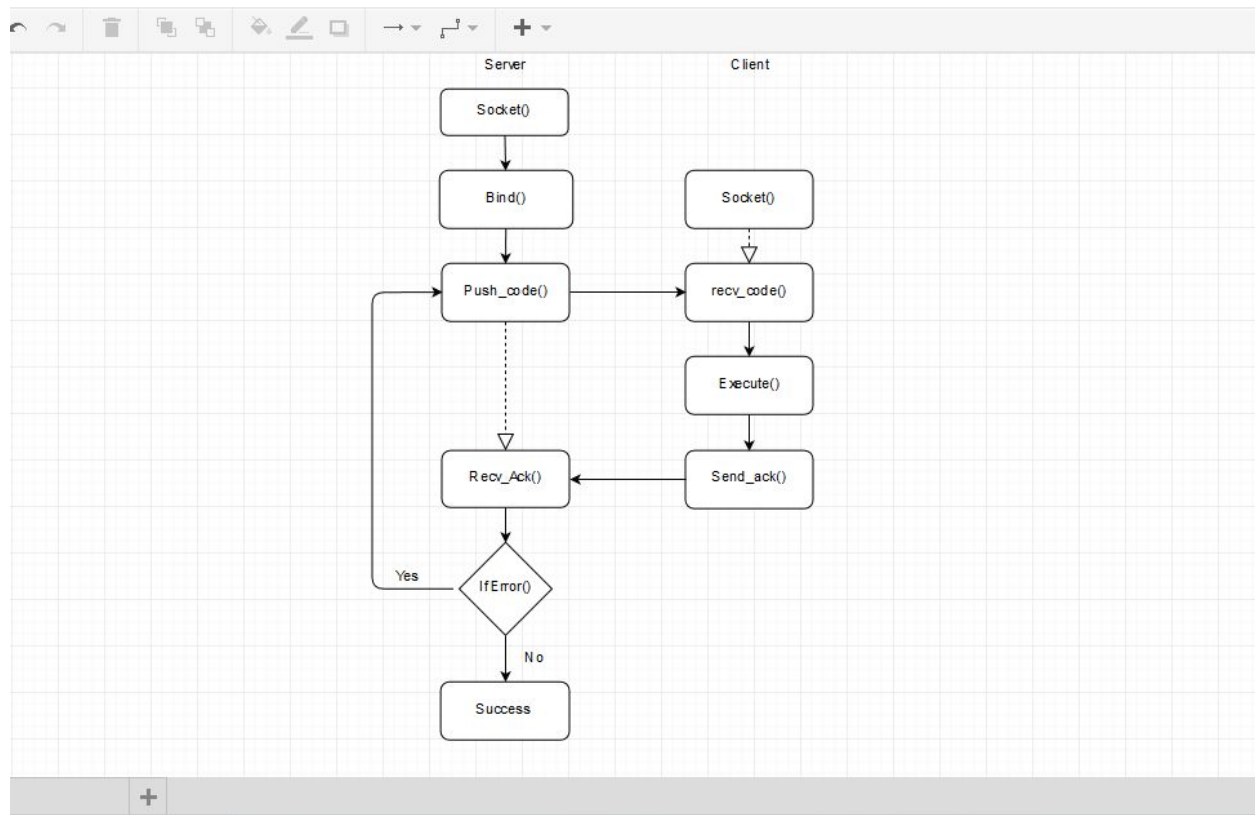 Server
Client
Socket()
Bind()
Socket()
Push_code()
recv_code()
Execute()
Recv_Ack()
Send_ack()
Yes
IfError()
No
Success